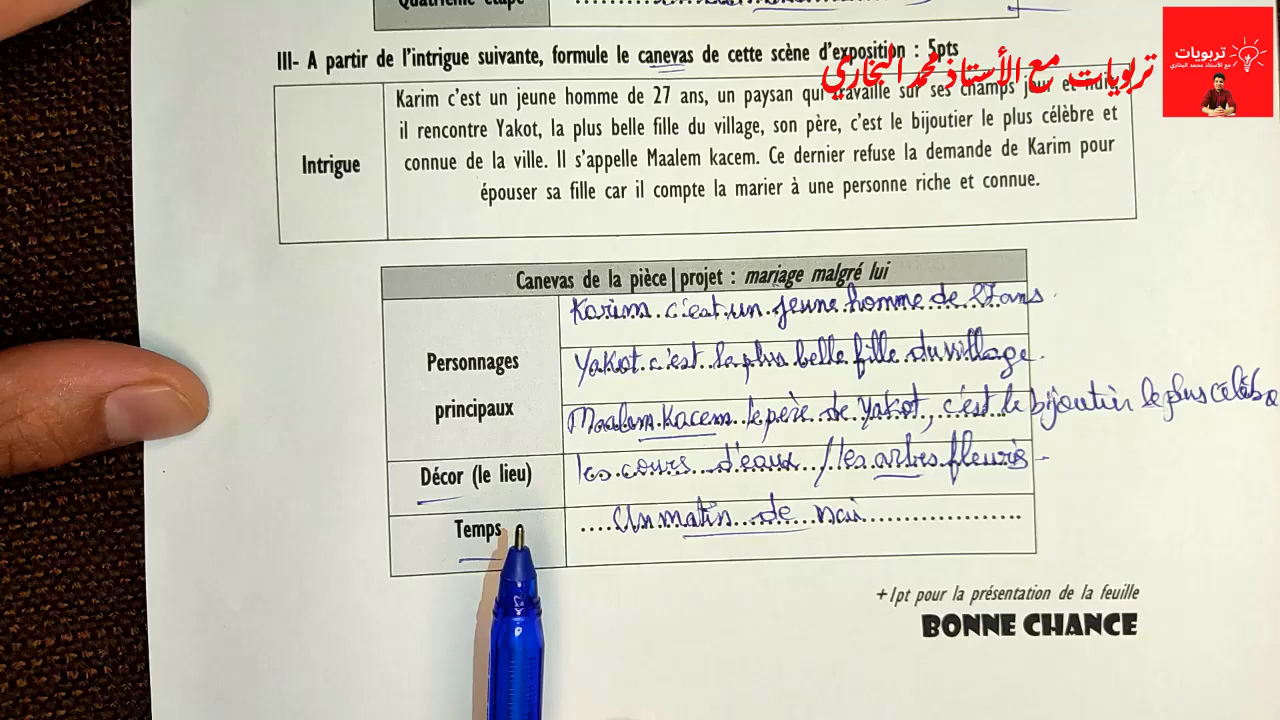 Quatrième étape
III- A partir de l'intrigue suivante, formule le canevas de cette scène d'exposition : 5pts
تربويات مع الأستاذ محمد البخاري
تربويات
مع الأستاذ محمد البخاري
Karim c'est un jeune homme de 27 ans, un paysan qui travaille sur ses champs jour et nuit,
il rencontre Yakot, la plus belle fille du village, son père, c'est le bijoutier le plus célèbre et
Intrigue
connue de la ville. Il s'appelle Maalem kacem. Ce dernier refuse la demande de Karim pour
épouser sa fille car il compte la marier à une personne riche et connue.
Canevas de la pièce|projet : mariage malgré lui
Personnages principaux
Karim c'est un jeune homme de 27 ans.
Yakot c'est la plus belle fille du village.
Maalem Kacem le père de Yakot, c'est le bijoutier le plus célèb
Décor (le lieu)
les cours d'eaux / les arbres fleuris
Temps
Un matin de mai
+1pt pour la présentation de la feuille
BONNE CHANCE